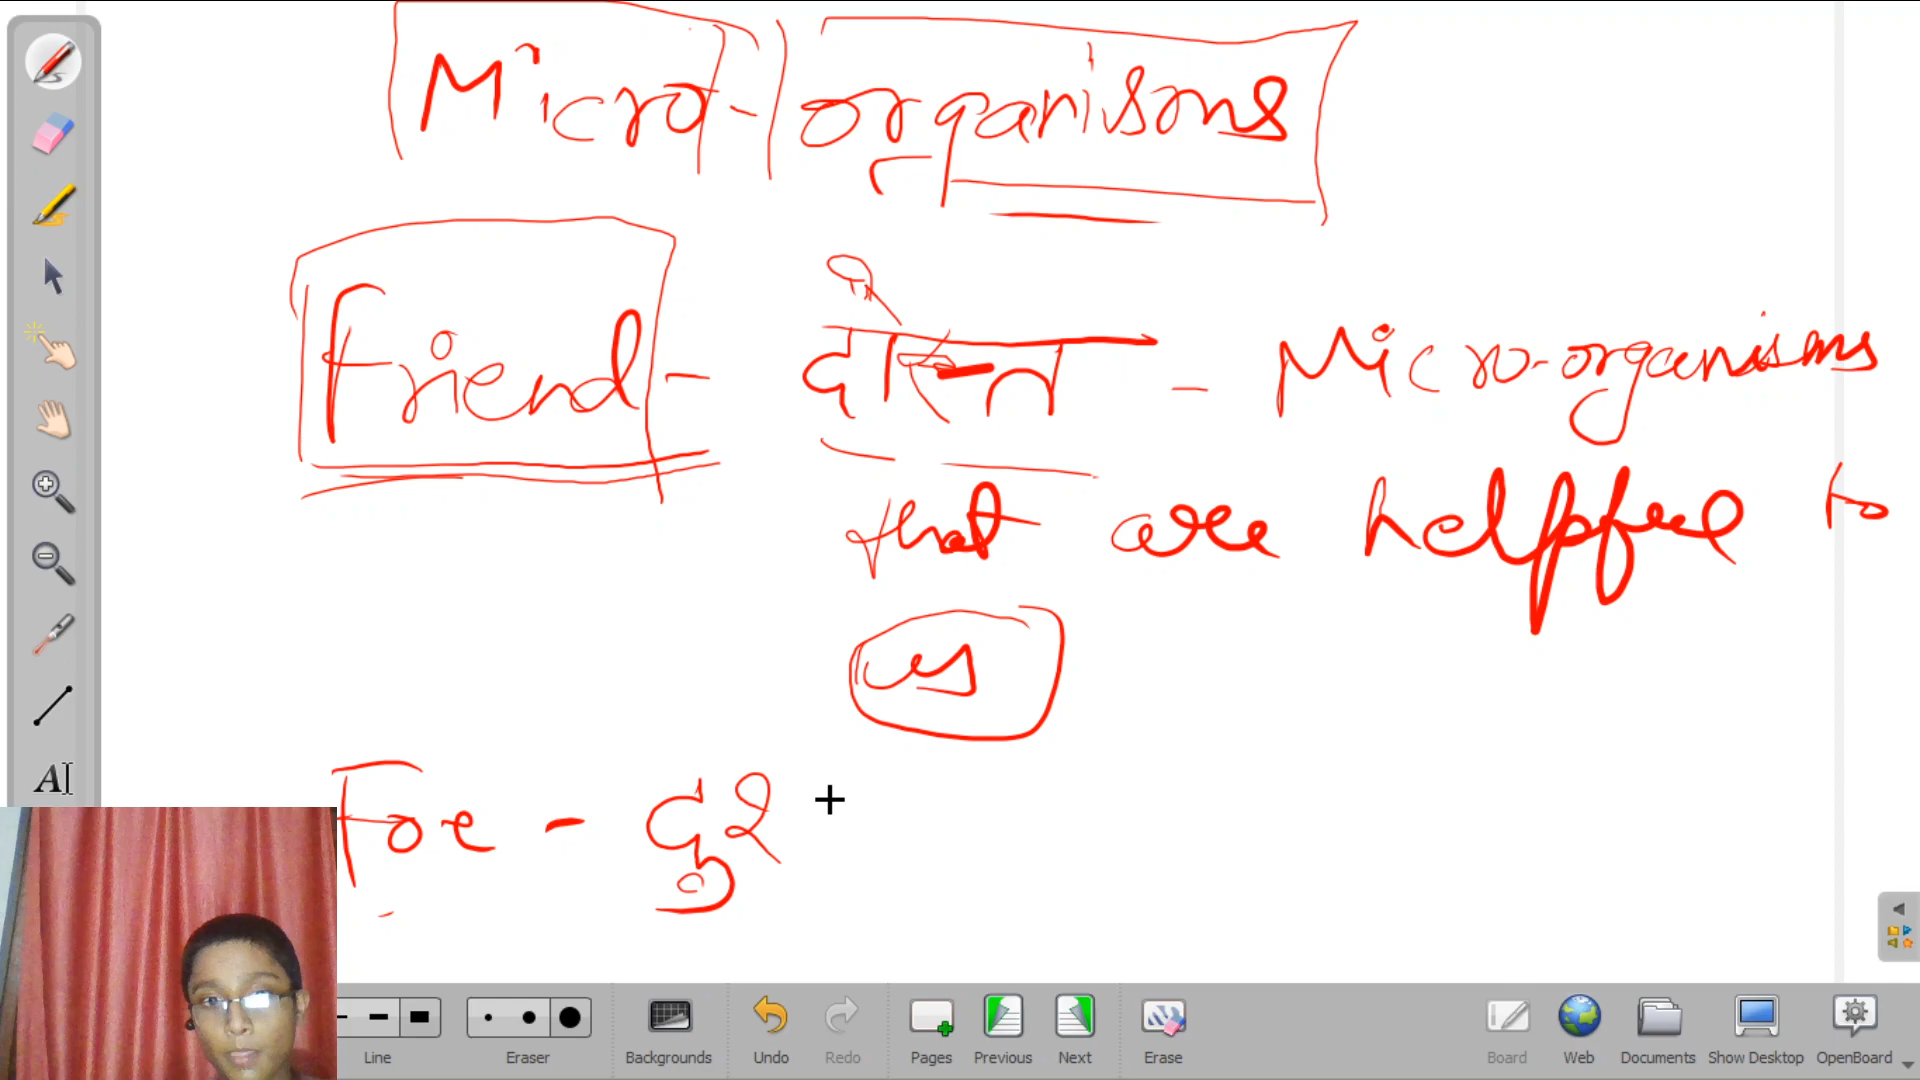 Micro-organisms
Friend - दोस्त - Micro-organisms
that are helpful to
us
Foe -
Line
Eraser
Backgrounds
Undo
Redo
Pages
Previous
Next
Erase
Board
Web
Documents
Show Desktop
OpenBoard